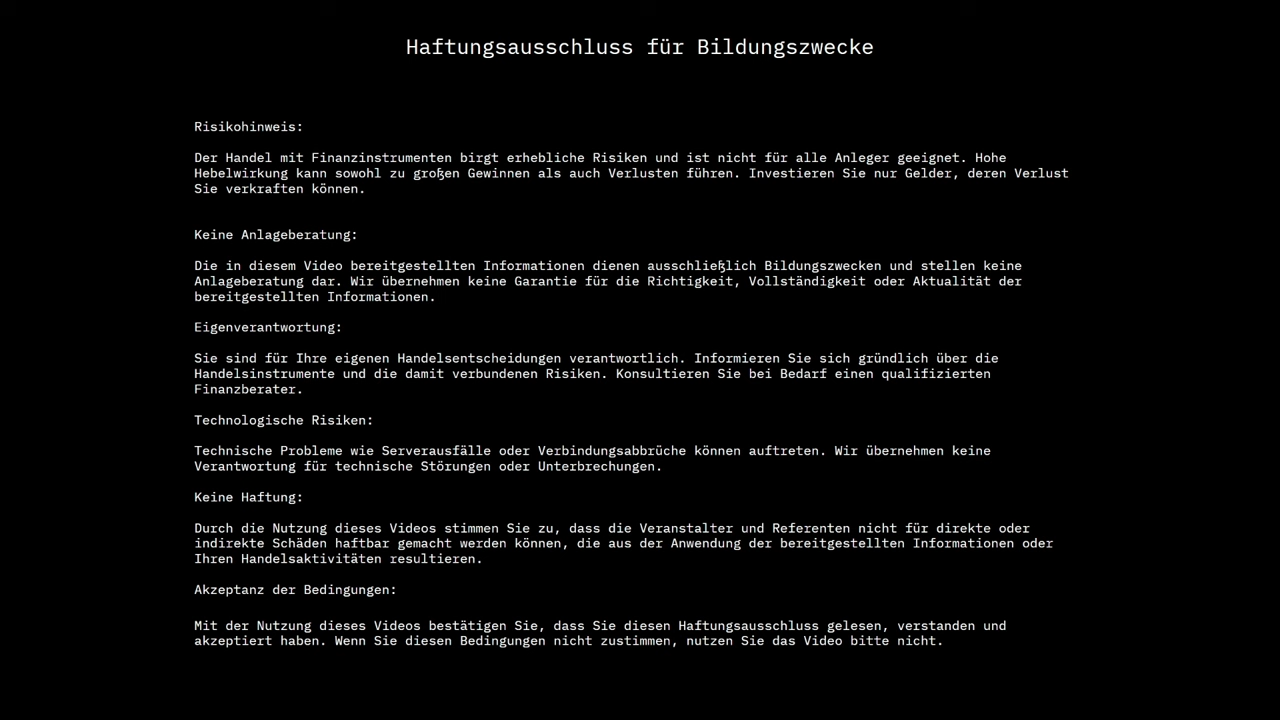 Haftungsausschluss für Bildungszwecke
Risikohinweis:
Der Handel mit Finanzinstrumenten birgt erhebliche Risiken und ist nicht für alle Anleger geeignet. Hohe
Hebelwirkung kann sowohl zu großen Gewinnen als auch Verlusten führen. Investieren Sie nur Gelder, deren Verlust
Sie verkraften können.
Keine Anlageberatung:
Die in diesem Video bereitgestellten Informationen dienen ausschließlich Bildungszwecken und stellen keine
Anlageberatung dar. Wir übernehmen keine Garantie für die Richtigkeit, Vollständigkeit oder Aktualität der
bereitgestellten Informationen.
Eigenverantwortung:
Sie sind für Ihre eigenen Handelsentscheidungen verantwortlich. Informieren Sie sich gründlich über die
Handelsinstrumente und die damit verbundenen Risiken. Konsultieren Sie bei Bedarf einen qualifizierten
Finanzberater.
Technologische Risiken:
Technische Probleme wie Serverausfälle oder Verbindungsabbrüche können auftreten. Wir übernehmen keine
Verantwortung für technische Störungen oder Unterbrechungen.
Keine Haftung:
Durch die Nutzung dieses Videos stimmen Sie zu, dass die Veranstalter und Referenten nicht für direkte oder
indirekte Schäden haftbar gemacht werden können, die aus der Anwendung der bereitgestellten Informationen oder
Ihren Handelsaktivitäten resultieren.
Akzeptanz der Bedingungen:
Mit der Nutzung dieses Videos bestätigen Sie, dass Sie diesen Haftungsausschluss gelesen, verstanden und
akzeptiert haben. Wenn Sie diesen Bedingungen nicht zustimmen, nutzen Sie das Video bitte nicht.